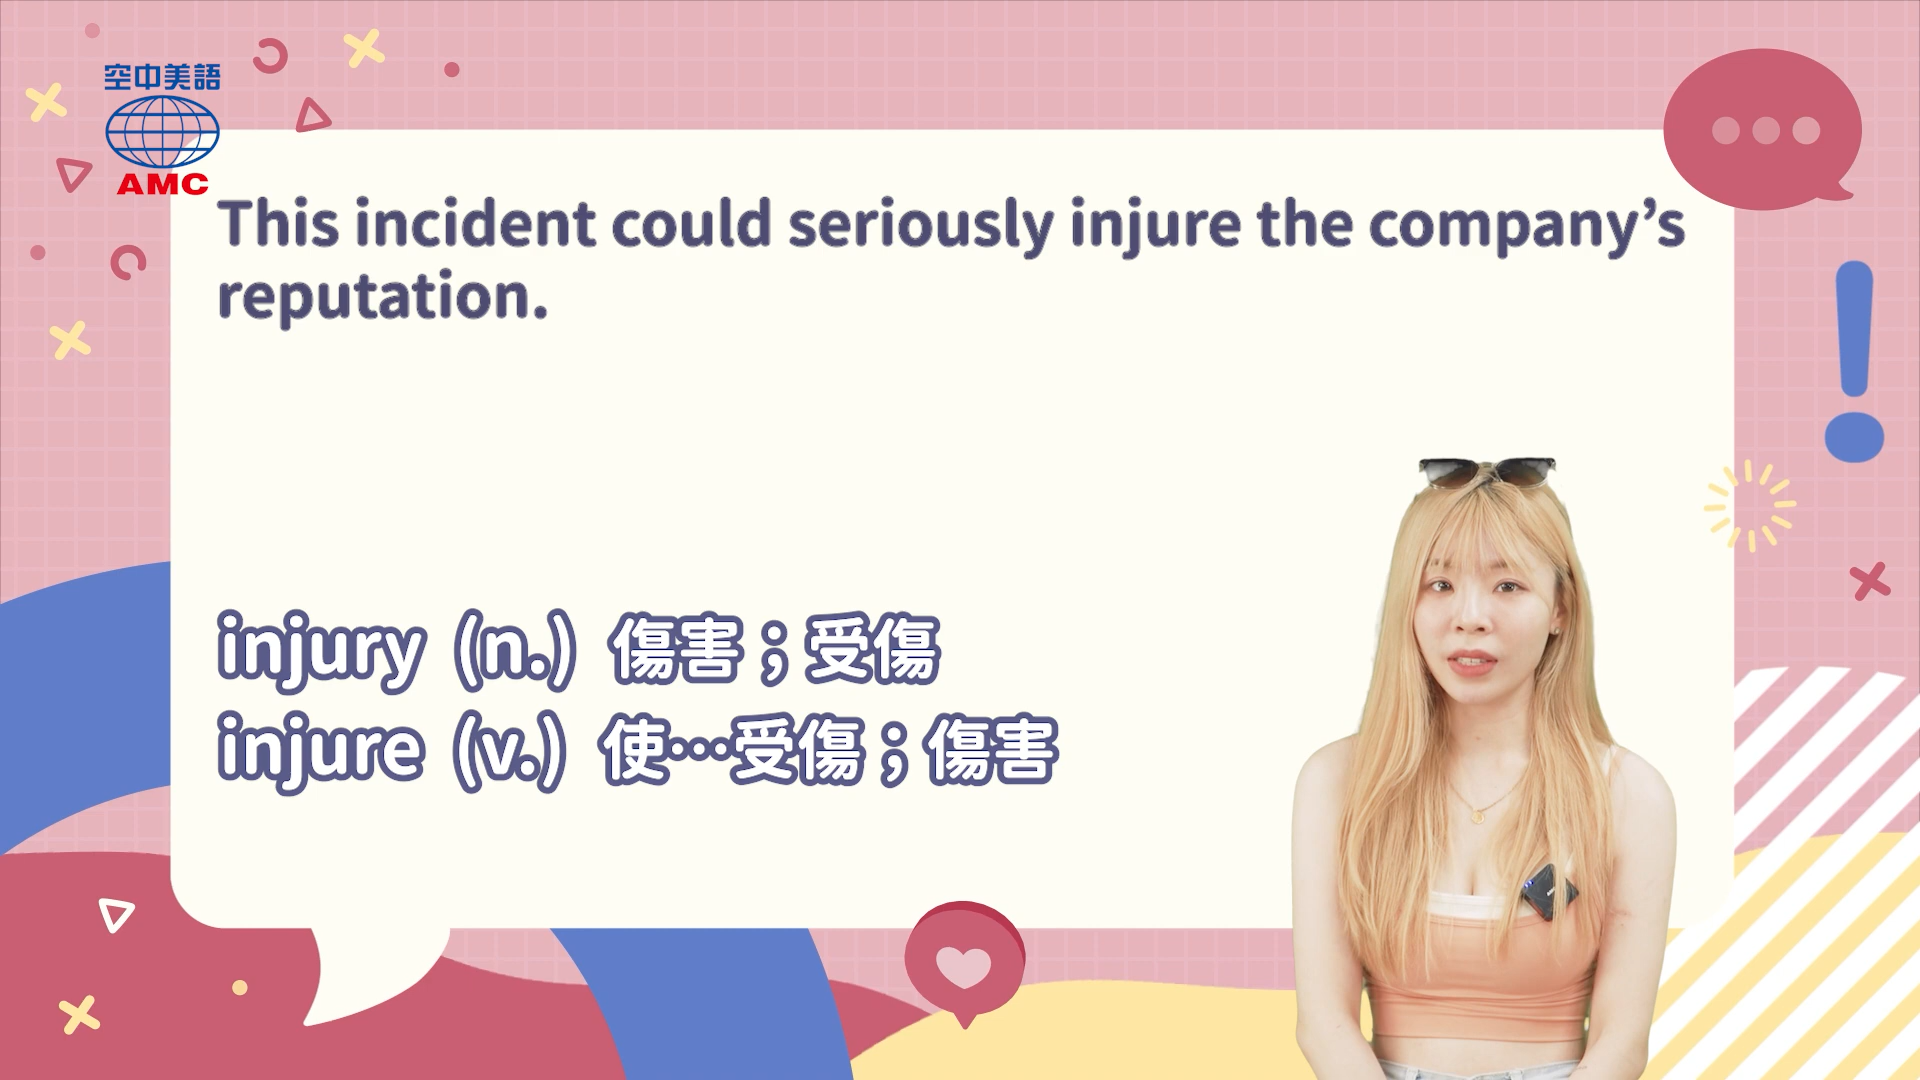 空中美語
AMC
This incident could seriously injure the company’s
reputation.
injury (n.) 傷害；受傷
injure (v.) 使…受傷；傷害